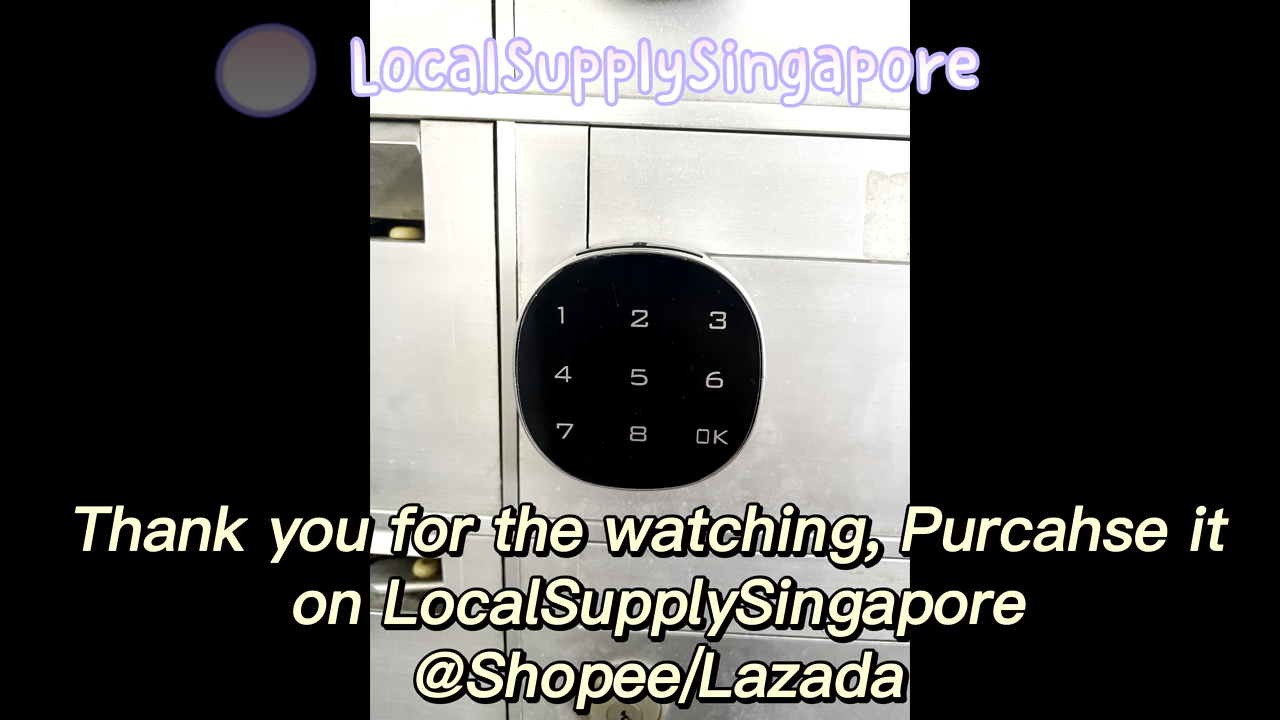 LocalSupplySingapore
1 2 3
4 5 6
7 8 OK
Thank you for the watching, Purcahse it
on LocalSupplySingapore
@Shopee/Lazada